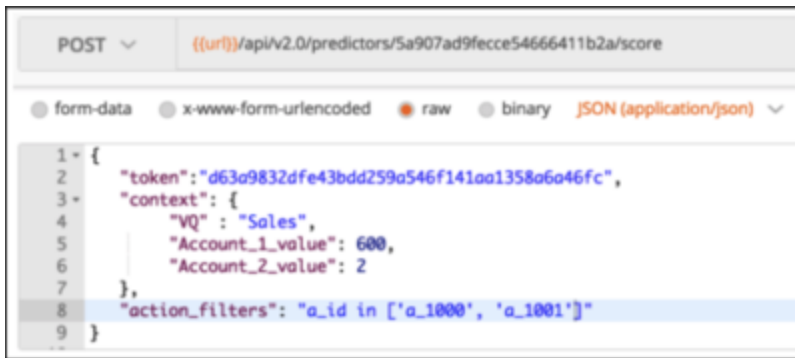 POST {{url}}/api/v2.0/predictors/5a907ad9fecce54666411b2a/score
form-data x-www-form-urlencoded raw binary JSON (application/json)
1 {
2 "token":"d63a9832dfe43bdd259a546f141aa1358a6a46fc",
3 "context": {
4 "VQ" : "Sales",
5 "Account_1_value": 600,
6 "Account_2_value": 2
7 },
8 "action_filters": "a_id in ['a_1000', 'a_1001']"
9 }